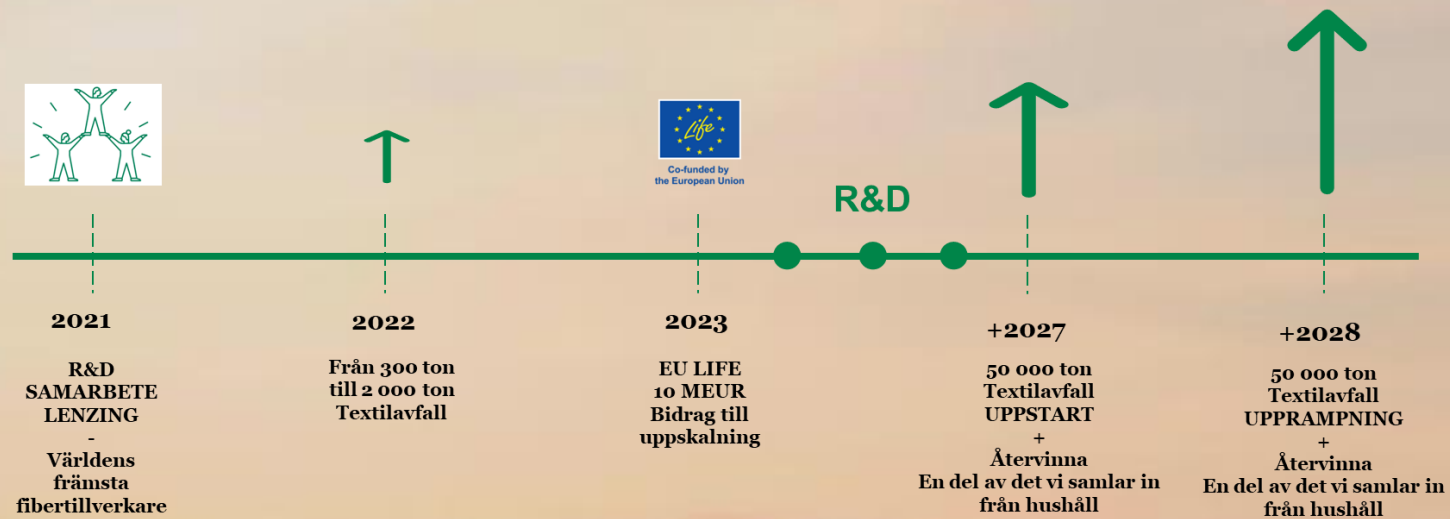 Life
Co-funded by
the European Union
R&D
2021
R&D
SAMARBETE
LENZING
-
Världens
främsta
fibertillverkare
2022
Från 300 ton
till 2 000 ton
Textilavfall
2023
EU LIFE
10 MEUR
Bidrag till
uppskalning
+2027
50 000 ton
Textilavfall
UPPSTART
+
Återvinna
En del av det vi samlar in
från hushåll
+2028
50 000 ton
Textilavfall
UPPRAMPNING
+
Återvinna
En del av det vi samlar in
från hushåll